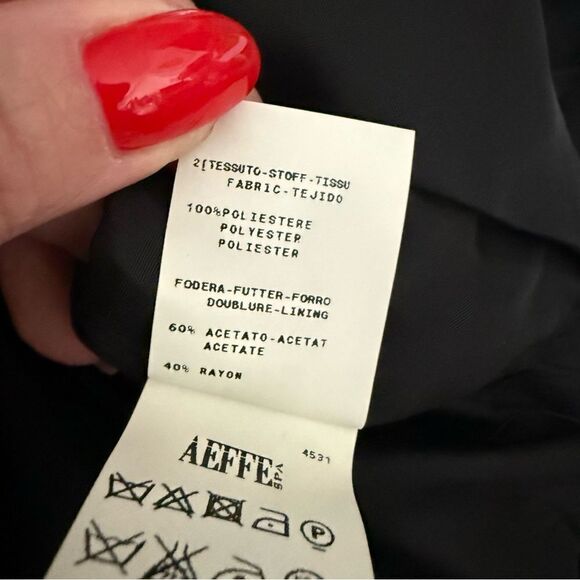 2[TESSUTO-STOFF-TISSU
FABRIC-TEJIDO
100%POLIESTERE
POLYESTER
POLIESTER
FODERA-FUTTER-FORRO
DOUBLURE-LINING
60% ACETATO-ACETAT
ACETATE
40% RAYON
AEFFE SPA
4531
P